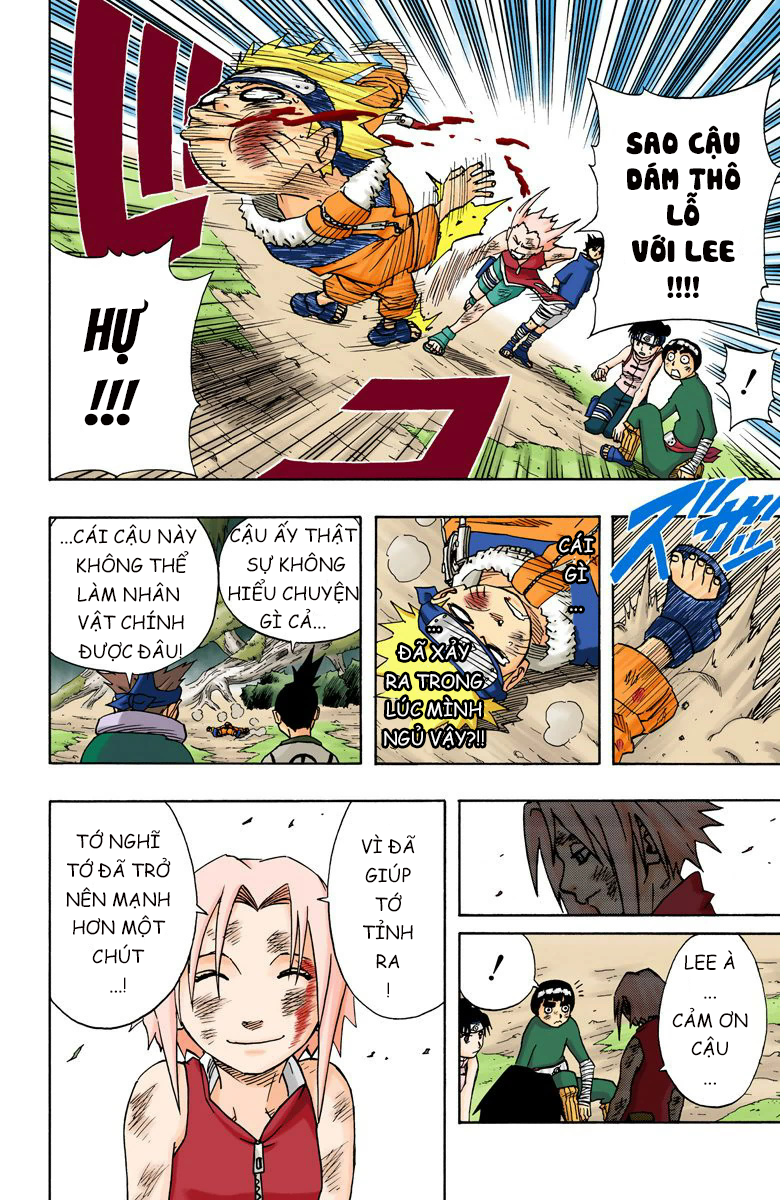 SAO CẬU
DÁM THÔ
LỖ
VỚI LEE
!!!!
HỰ
!!!
!
ズザッ
CÁI
GÌ
...
...
ĐÃ XẢY
RA TRONG
LÚC MÌNH
NGỦ VẬY?!!
CẬU ẤY THẬT
SỰ KHÔNG
HIỂU CHUYỆN
GÌ CẢ...
...CÁI CẬU NÀY
KHÔNG THỂ
LÀM NHÂN
VẬT CHÍNH
ĐƯỢC ĐÂU!
LEE À
...
CẢM ƠN
CẬU
...
!
VÌ ĐÃ
GIÚP
TỚ
TỈNH
RA
!
TỚ NGHĨ
TỚ ĐÃ TRỞ
NÊN MẠNH
HƠN MỘT
CHÚT
...!